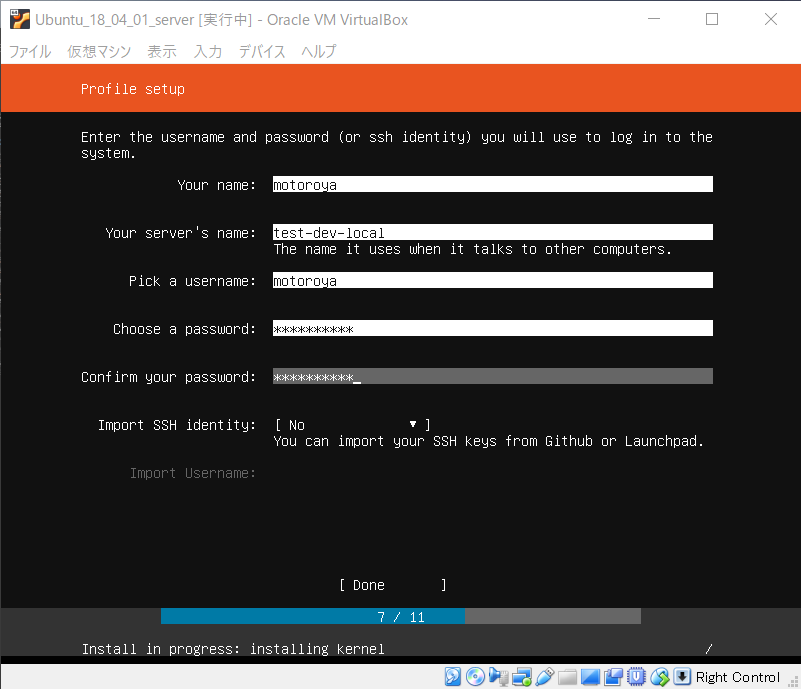 Ubuntu_18_04_01_server [実行中] - Oracle VM VirtualBox
ファイル 仮想マシン 表示 入力 デバイス ヘルプ
Profile setup
Enter the username and password (or ssh identity) you will use to log in to the
system.
Your name: motoroya
Your server's name: test-dev-local
The name it uses when it talks to other computers.
Pick a username: motoroya
Choose a password: **********
Confirm your password: **********_
Import SSH identity: [ No ▼ ]
You can import your SSH keys from Github or Launchpad.
Import Username:
[ Done ]
7 / 11
Install in progress: installing kernel /
Right Control